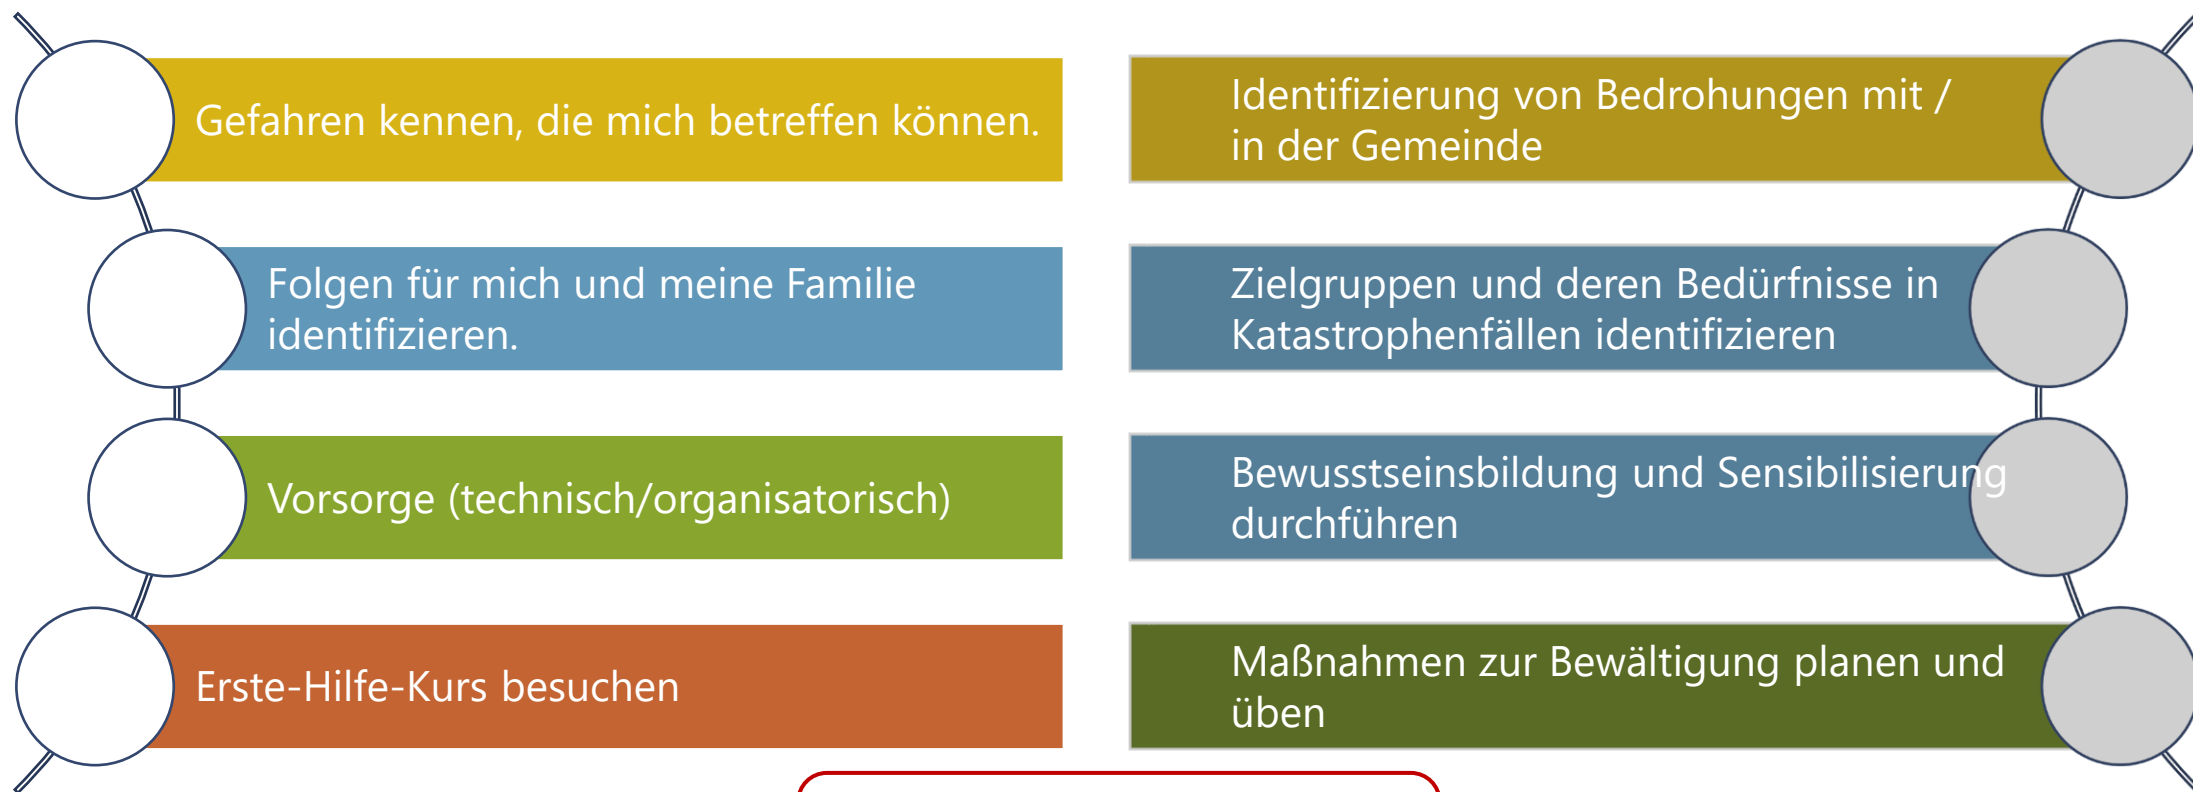 Gefahren kennen, die mich betreffen können.
Folgen für mich und meine Familie
identifizieren.
Vorsorge (technisch/organisatorisch)
Erste-Hilfe-Kurs besuchen
Identifizierung von Bedrohungen mit /
in der Gemeinde
Zielgruppen und deren Bedürfnisse in
Katastrophenfällen identifizieren
Bewusstseinsbildung und Sensibilisierung
durchführen
Maßnahmen zur Bewältigung planen und
üben